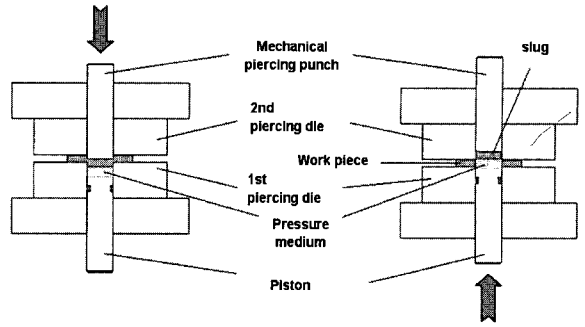 Mechanical
piercing punch
slug
2nd
piercing die
Work piece
1st
piercing die
Pressure
medium
Piston